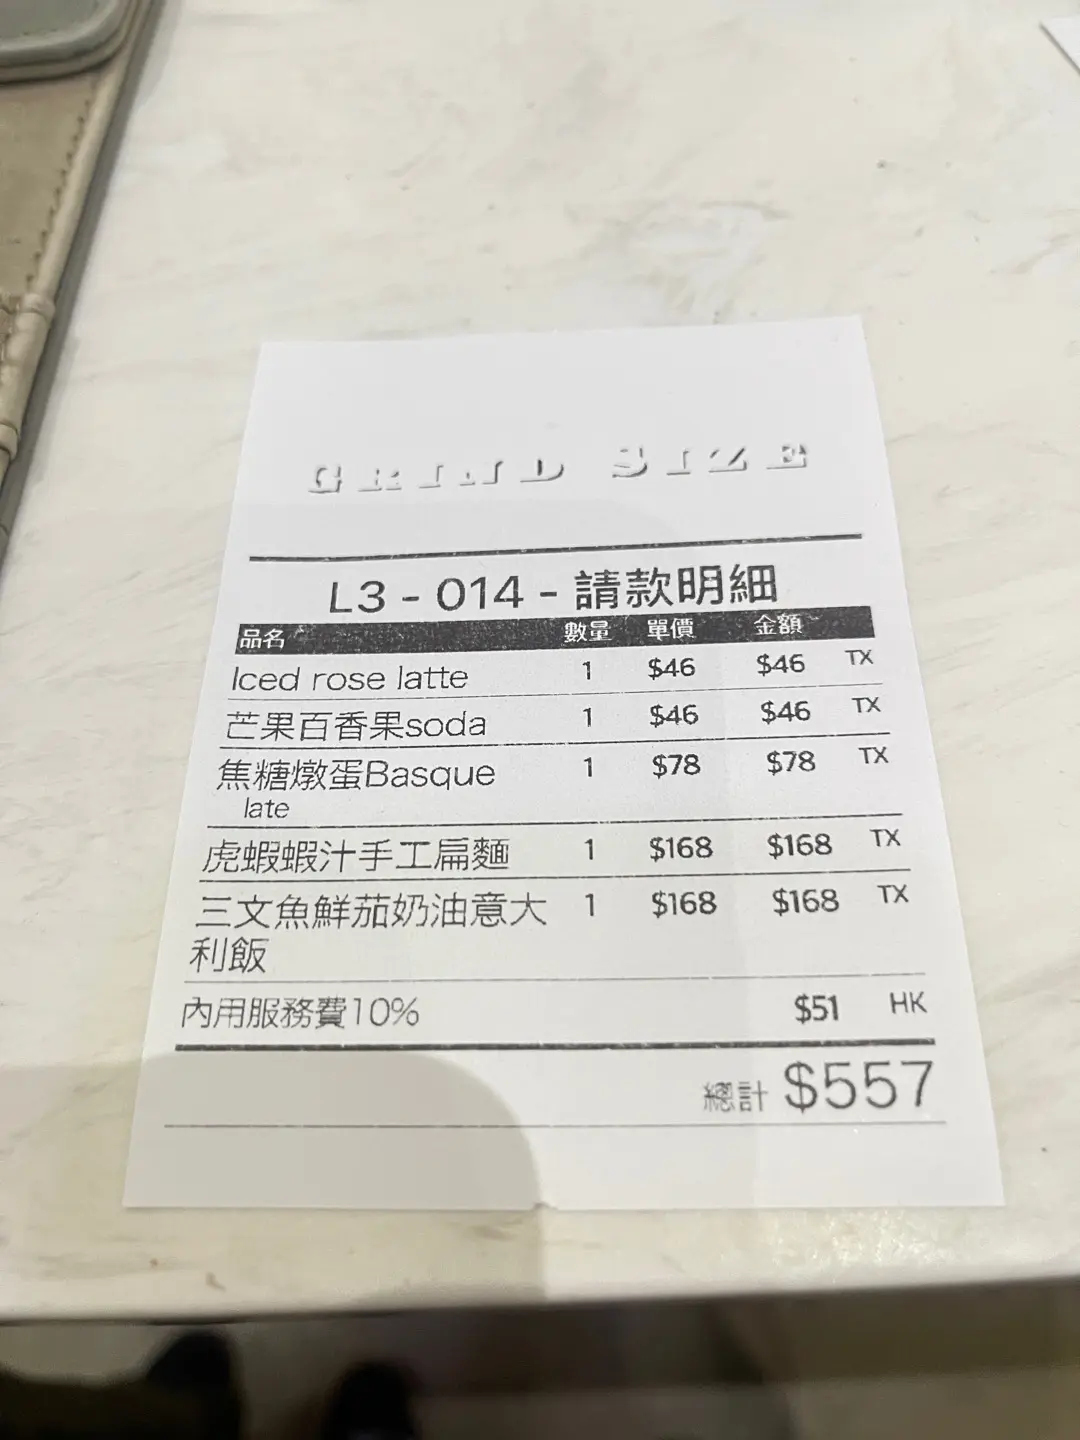 GRIND SIZE
L3 - 014 - 請款明細
品名 數量 單價 金額
Iced rose latte 1 $46 $46 TX
芒果百香果soda 1 $46 $46 TX
焦糖燉蛋Basque 1 $78 $78 TX
late
虎蝦蝦汁手工扁麵 1 $168 $168 TX
三文魚鮮茄奶油意大 1 $168 $168 TX
利飯
內用服務費10% $51 HK
總計 $557